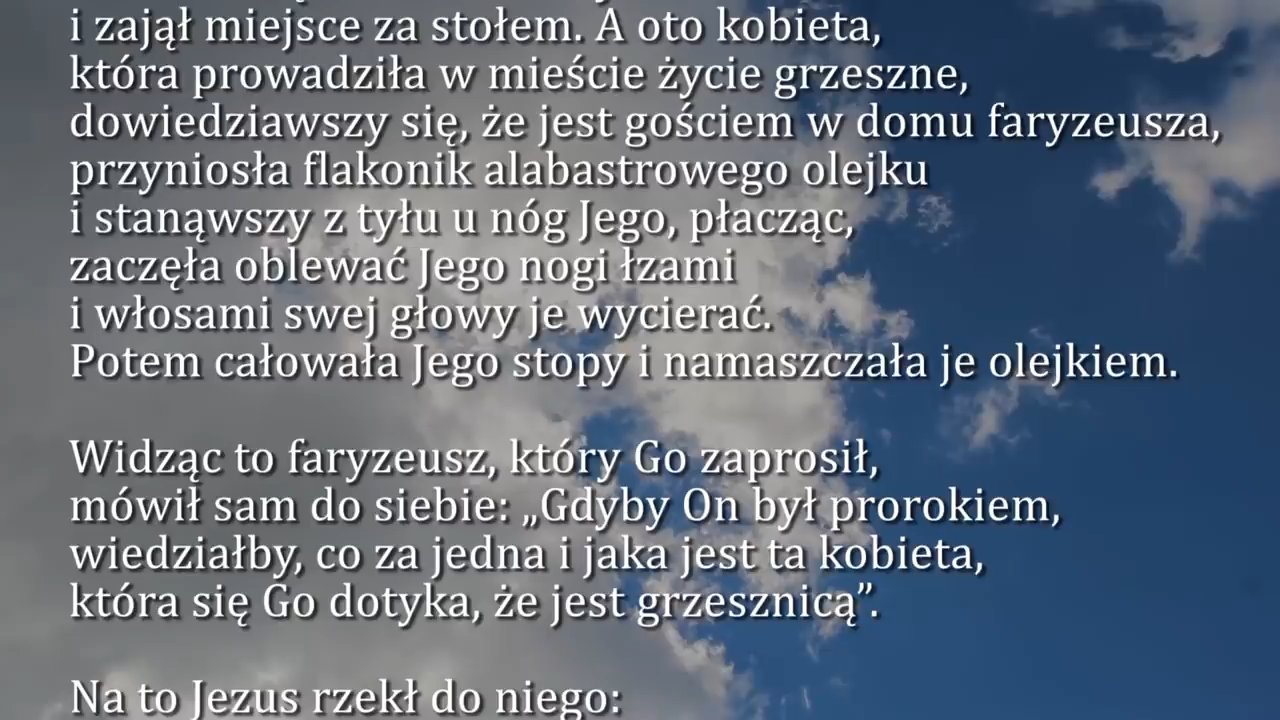 i zajął miejsce za stołem. A oto kobieta,
która prowadziła w mieście życie grzeszne,
dowiedziawszy się, że jest gościem w domu faryzeusza,
przyniosła flakonik alabastrowego olejku
i stanąwszy z tyłu u nóg Jego, płacząc,
zaczęła oblewać Jego nogi łzami
i włosami swej głowy je wycierać.
Potem całowała Jego stopy i namaszczała je olejkiem.
Widząc to faryzeusz, który Go zaprosił,
mówił sam do siebie: „Gdyby On był prorokiem,
wiedziałby, co za jedna i jaka jest ta kobieta,
która się Go dotyka, że jest grzesznicą”.
Na to Jezus rzekł do niego: